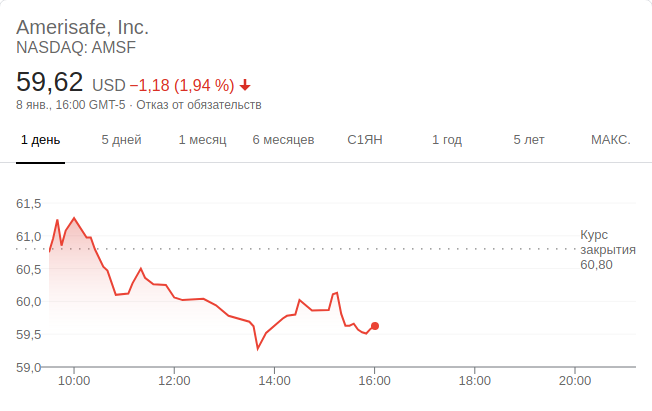 Amerisafe, Inc.
NASDAQ: AMSF
59,62 USD −1,18 (1,94 %)
8 янв., 16:00 GMT-5 · Отказ от обязательств
1 день 5 дней 1 месяц 6 месяцев С1ЯН 1 год 5 лет МАКС.
61,5
61,0
60,5
60,0
59,5
59,0
Курс
закрытия
60,80
10:00 12:00 14:00 16:00 18:00 20:00